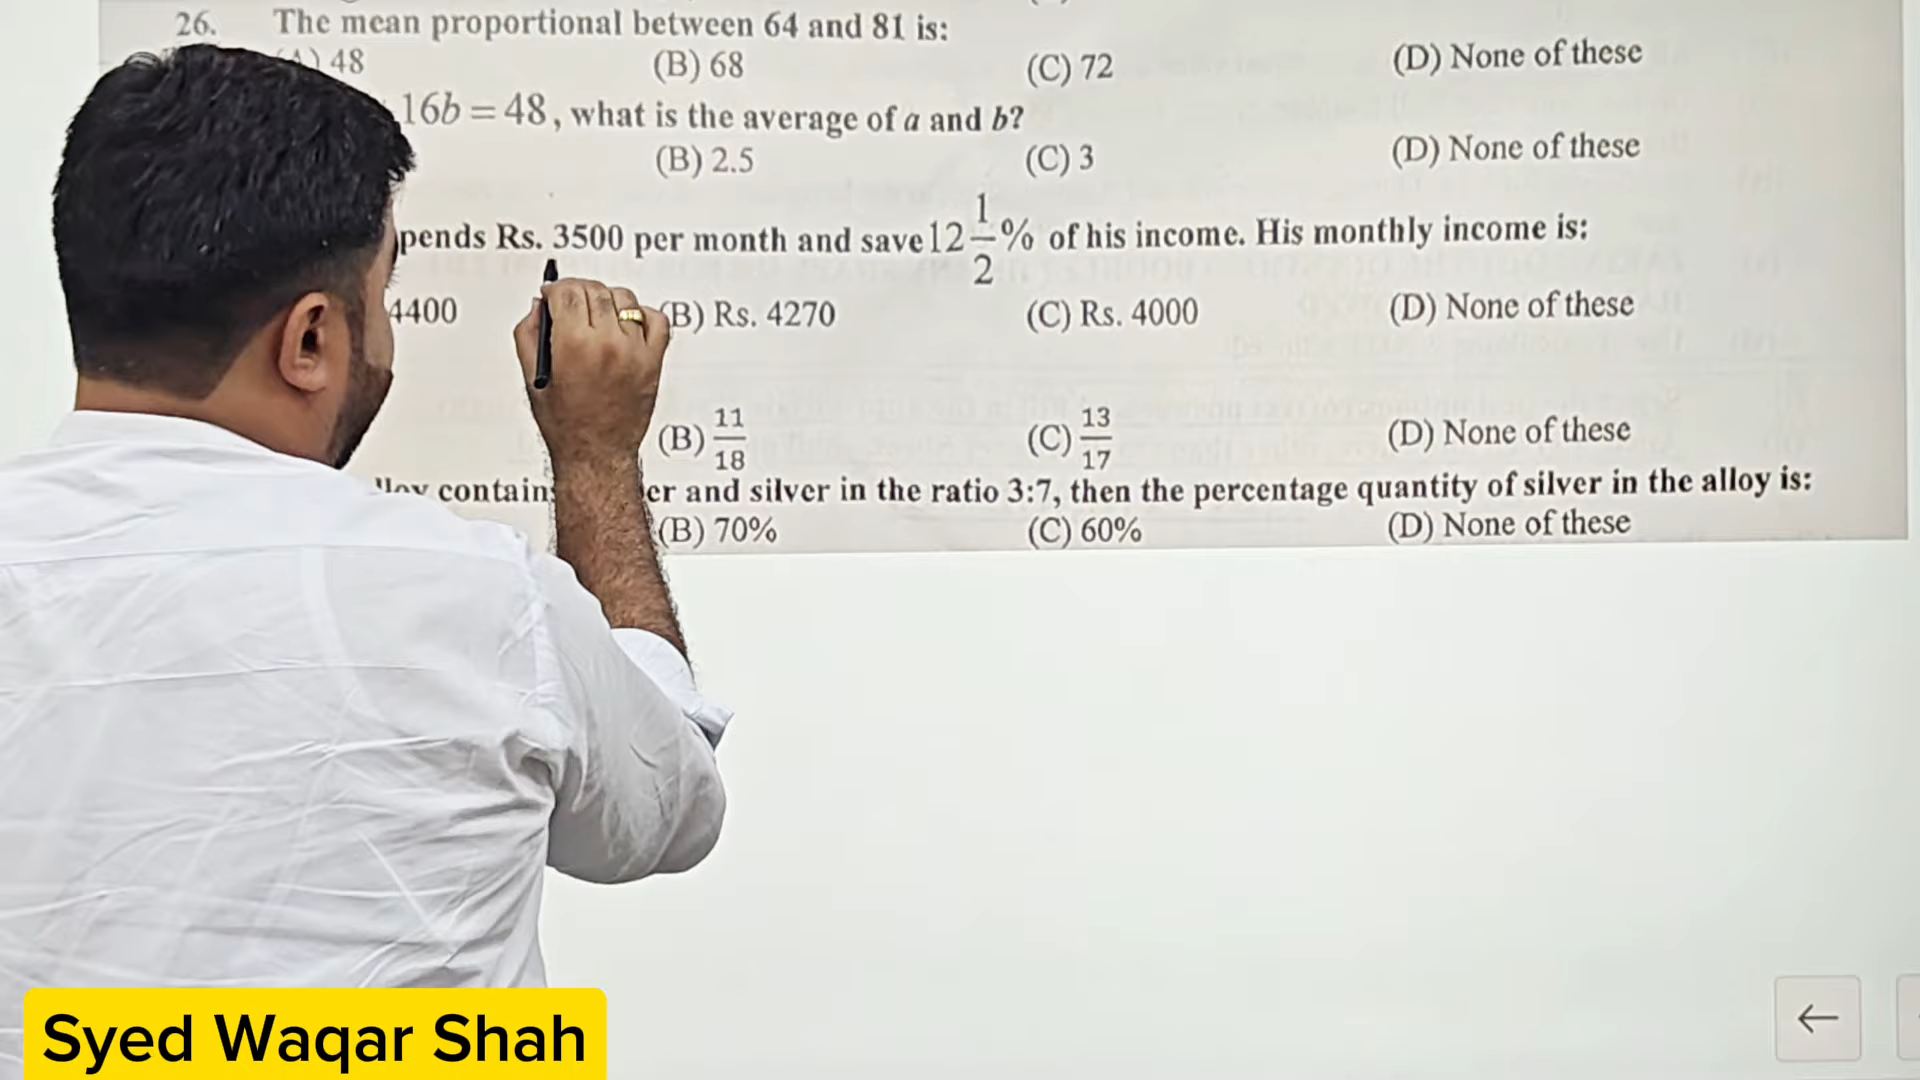 26. The mean proportional between 64 and 81 is:
(A) 48 (B) 68 (C) 72 (D) None of these
16b = 48, what is the average of a and b?
(B) 2.5 (C) 3 (D) None of these
pends Rs. 3500 per month and save 12 1/2 % of his income. His monthly income is:
4400 (B) Rs. 4270 (C) Rs. 4000 (D) None of these
(B) 11/18 (C) 13/17 (D) None of these
contain er and silver in the ratio 3:7, then the percentage quantity of silver in the alloy is:
(B) 70% (C) 60% (D) None of these
Syed Waqar Shah